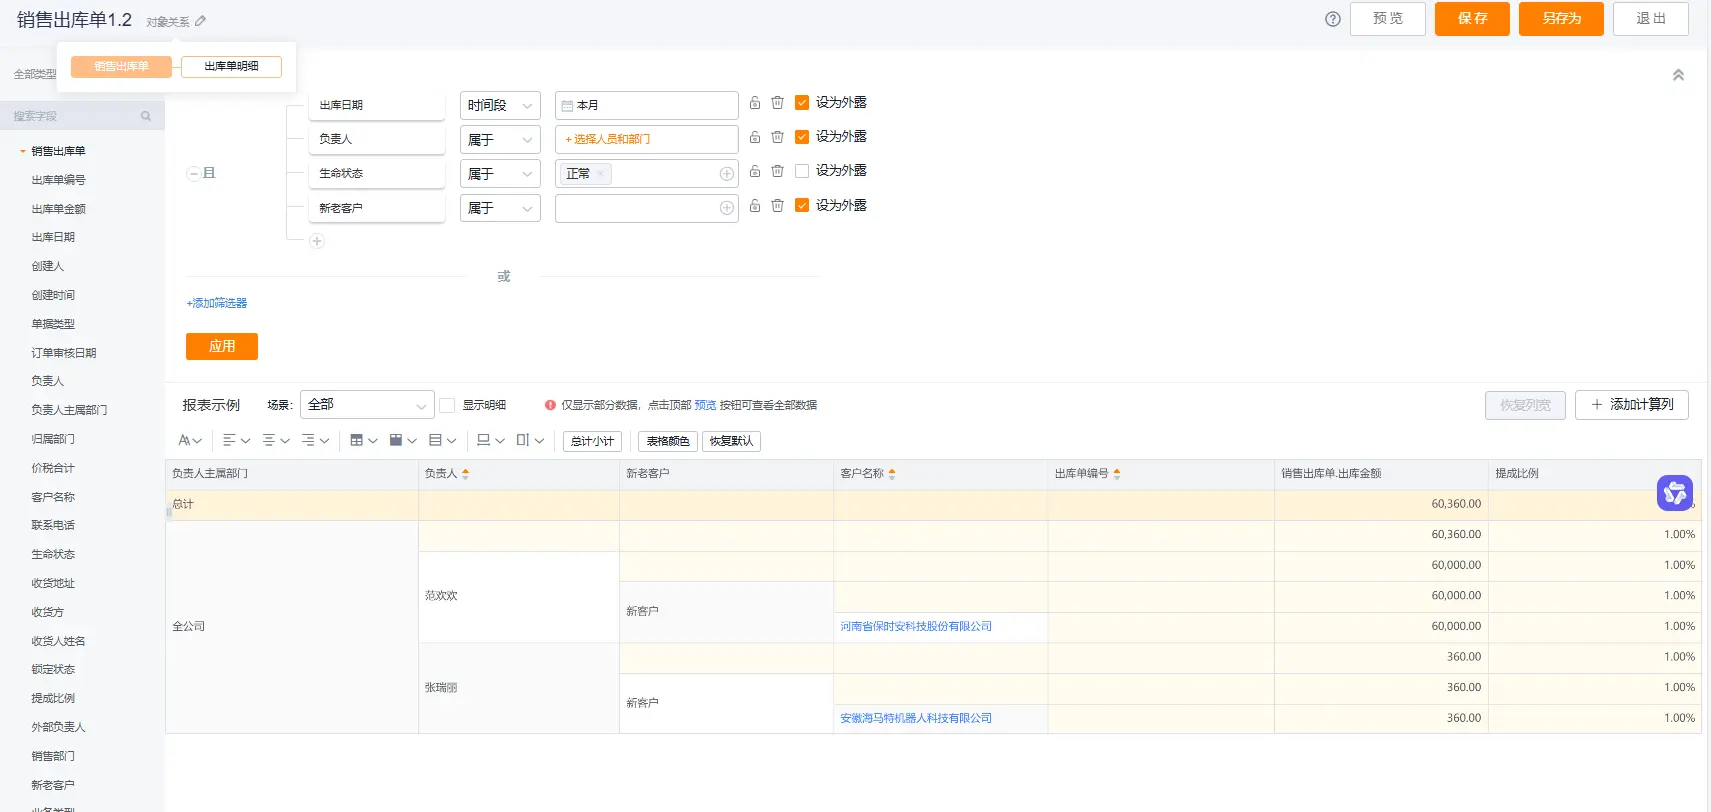 销售出库单1.2 对象关系
预 览 保 存 另存为 退 出
销售出库单 出库单明细
全部类型
搜索字段
销售出库单
出库单编号
出库单金额
出库日期
创建人
创建时间
单据类型
订单审核日期
负责人
负责人主属部门
归属部门
价税合计
客户名称
联系电话
生命状态
收货地址
收货方
收货人姓名
锁定状态
提成比例
外部负责人
销售部门
新老客户
业务类型
且
出库日期 时间段 本月 设为外露
负责人 属于 +选择人员和部门 设为外露
生命状态 属于 正常 × 设为外露
新老客户 属于 设为外露
或
+添加筛选器
应用
报表示例 场景: 全部 显示明细 仅显示部分数据，点击顶部 预览 按钮可查看全部数据 恢复列宽 + 添加计算列
总计小计 表格颜色 恢复默认
负责人主属部门 负责人 新老客户 客户名称 出库单编号 销售出库单.出库金额 提成比例
总计 60,360.00
全公司 60,360.00 1.00%
范欢欢 60,000.00 1.00%
新客户 60,000.00 1.00%
河南省保时安科技股份有限公司 60,000.00 1.00%
张瑞丽 360.00 1.00%
新客户 360.00 1.00%
安徽海马特机器人科技有限公司 360.00 1.00%